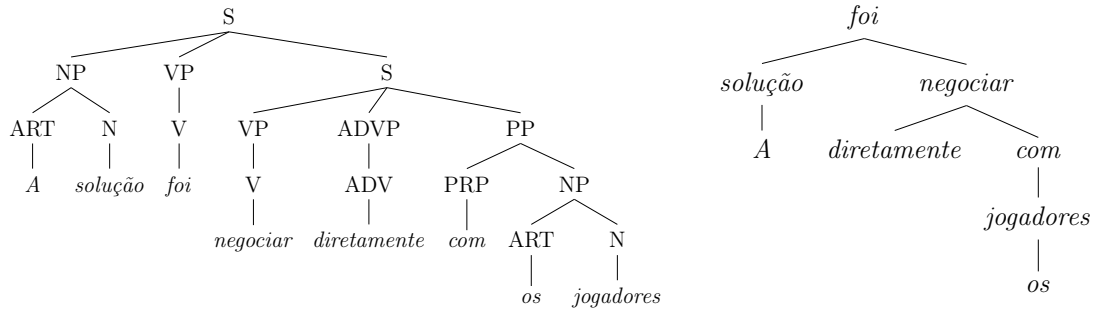 S
NP VP S
ART N V VP ADVP PP
A solução foi V ADV PRP NP
negociar diretamente com ART N
os jogadores
foi
solução negociar
A diretamente com
jogadores
os